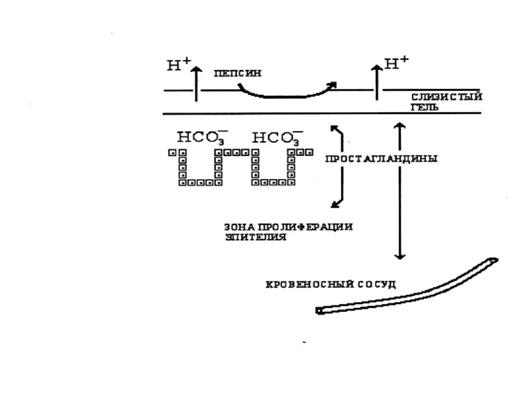 H⁺ ПЕПСИН H⁺
СЛИЗИСТЫЙ
ГЕЛЬ
HCO₃⁻ HCO₃⁻
ПРОСТАГЛАНДИНЫ
ЗОНА ПРОЛИФЕРАЦИИ
ЭПИТЕЛИЯ
КРОВЕНОСНЫЙ СОСУД